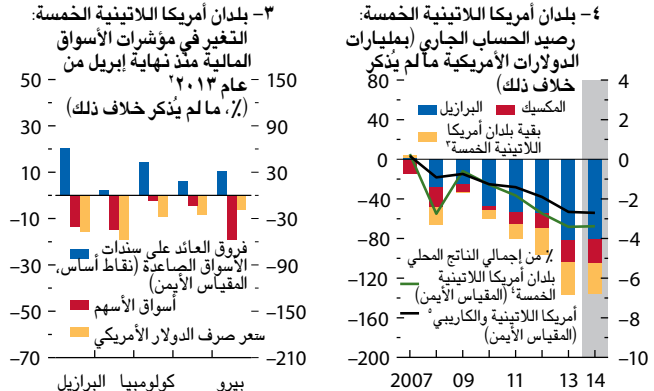 ٣- بلدان أمريكا اللاتينية الخمسة:
التغير في مؤشرات الأسواق
المالية منذ نهاية إبريل من
عام ٢٠١٣ ٢
(٪، ما لم يُذكر خلاف ذلك)
50
30
10
–10
–30
–50
–70
150
90
30
–30
–90
–150
–210
فروق العائد على سندات
الأسواق الصاعدة (نقاط أساس،
المقياس الأيمن)
أسواق الأسهم
سعر صرف الدولار الأمريكي
البرازيل
كولومبيا
بيرو
٤- بلدان أمريكا اللاتينية الخمسة:
رصيد الحساب الجاري (بمليارات
الدولارات الأمريكية ما لم يُذكر
خلاف ذلك)
80
40
0
–40
–80
–120
–160
–200
4
2
0
–2
–4
–6
–8
–10
البرازيل
المكسيك
بقية بلدان أمريكا
اللاتينية الخمسة ٣
٪ من إجمالي الناتج المحلي
بلدان أمريكا اللاتينية
الخمسة ٤ (المقياس الأيمن)
أمريكا اللاتينية والكاريبي ٥
(المقياس الأيمن)
2007
09
11
13
14